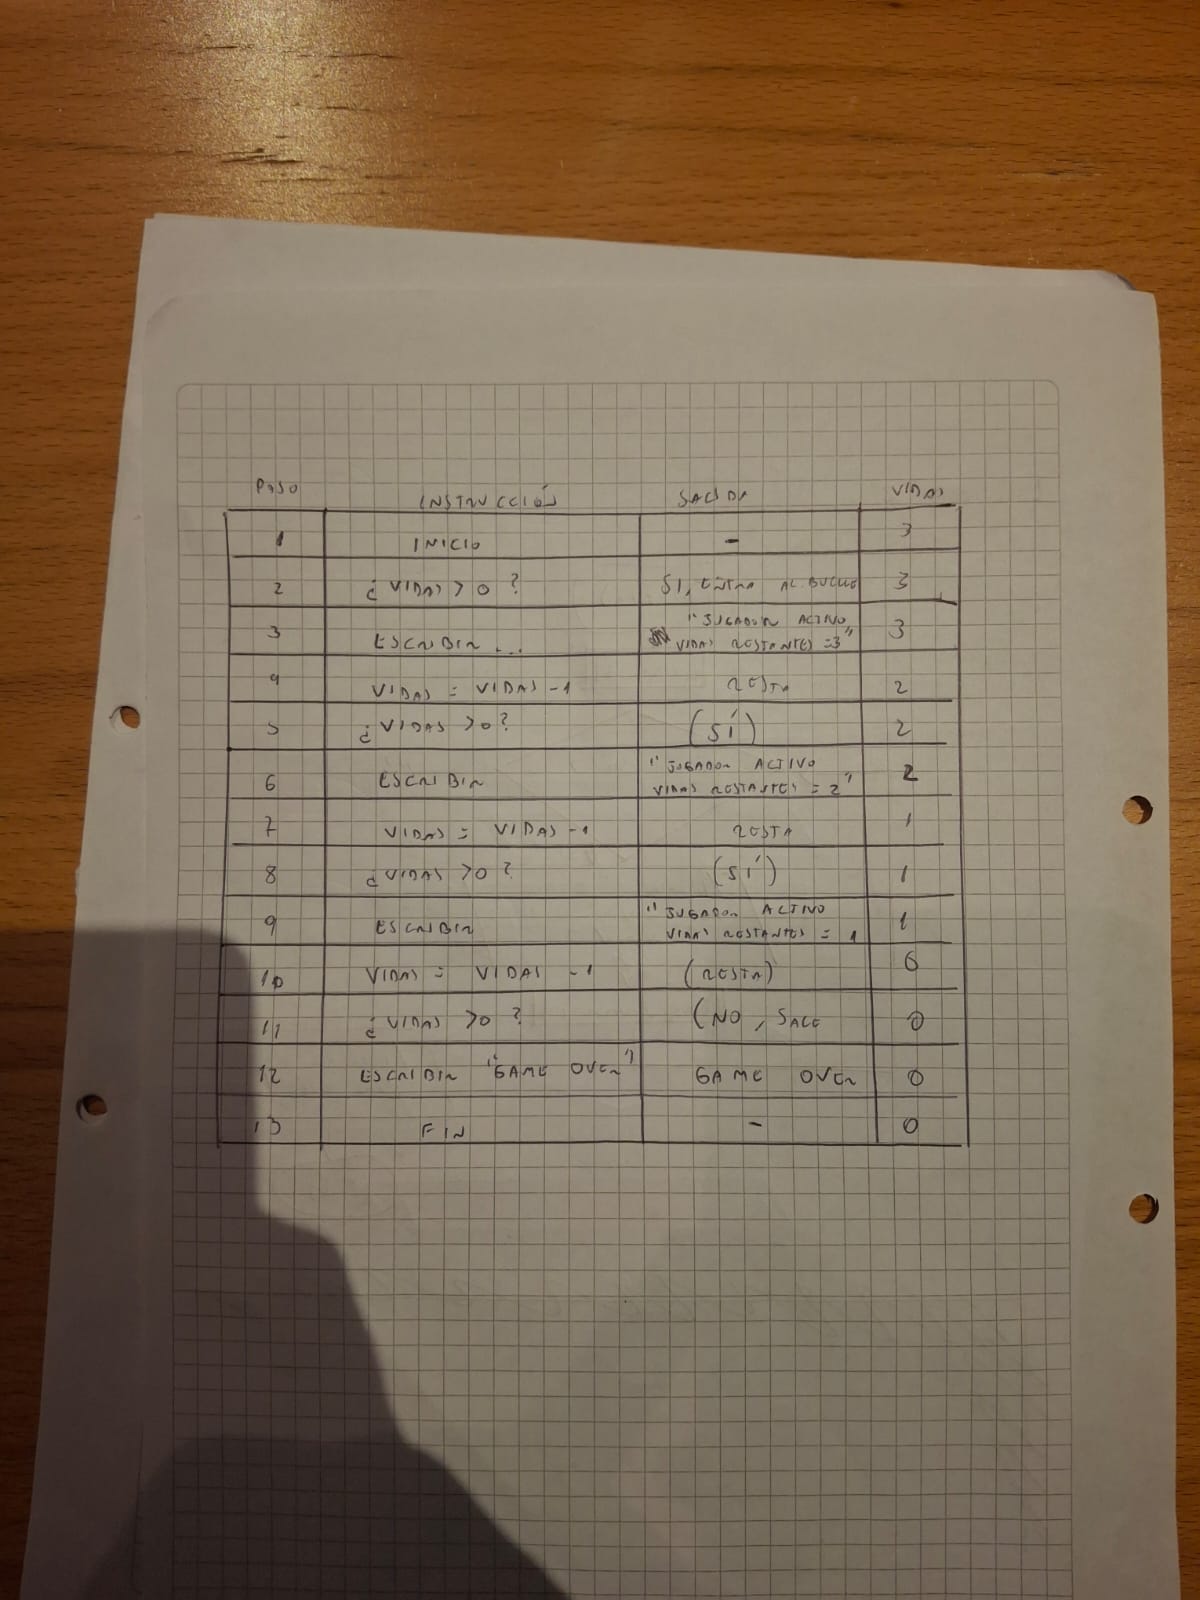 PASO INSTRUCCIÓN SALIDA VIDAS
1 INICIO - 3
2 ¿VIDAS > 0? SI, ENTRA AL BUCLE 3
3 ESCRIBIR ... "JUGADOR ACTIVO
VIDAS RESTANTES =3" 3
4 VIDAS = VIDAS -1 RESTA 2
5 ¿VIDAS >0? (SÍ) 2
6 ESCRIBIR "JUGADOR ACTIVO
VIDAS RESTANTES = 2" 2
7 VIDAS = VIDAS -1 RESTA 1
8 ¿VIDAS >0? (SÍ) 1
9 ESCRIBIR "JUGADOR ACTIVO
VIDAS RESTANTES = 1 1
10 VIDAS = VIDAS -1 (RESTA) 0
11 ¿VIDAS >0? (NO, SALE 0
12 ESCRIBIR "GAME OVER" GAME OVER 0
13 FIN - 0